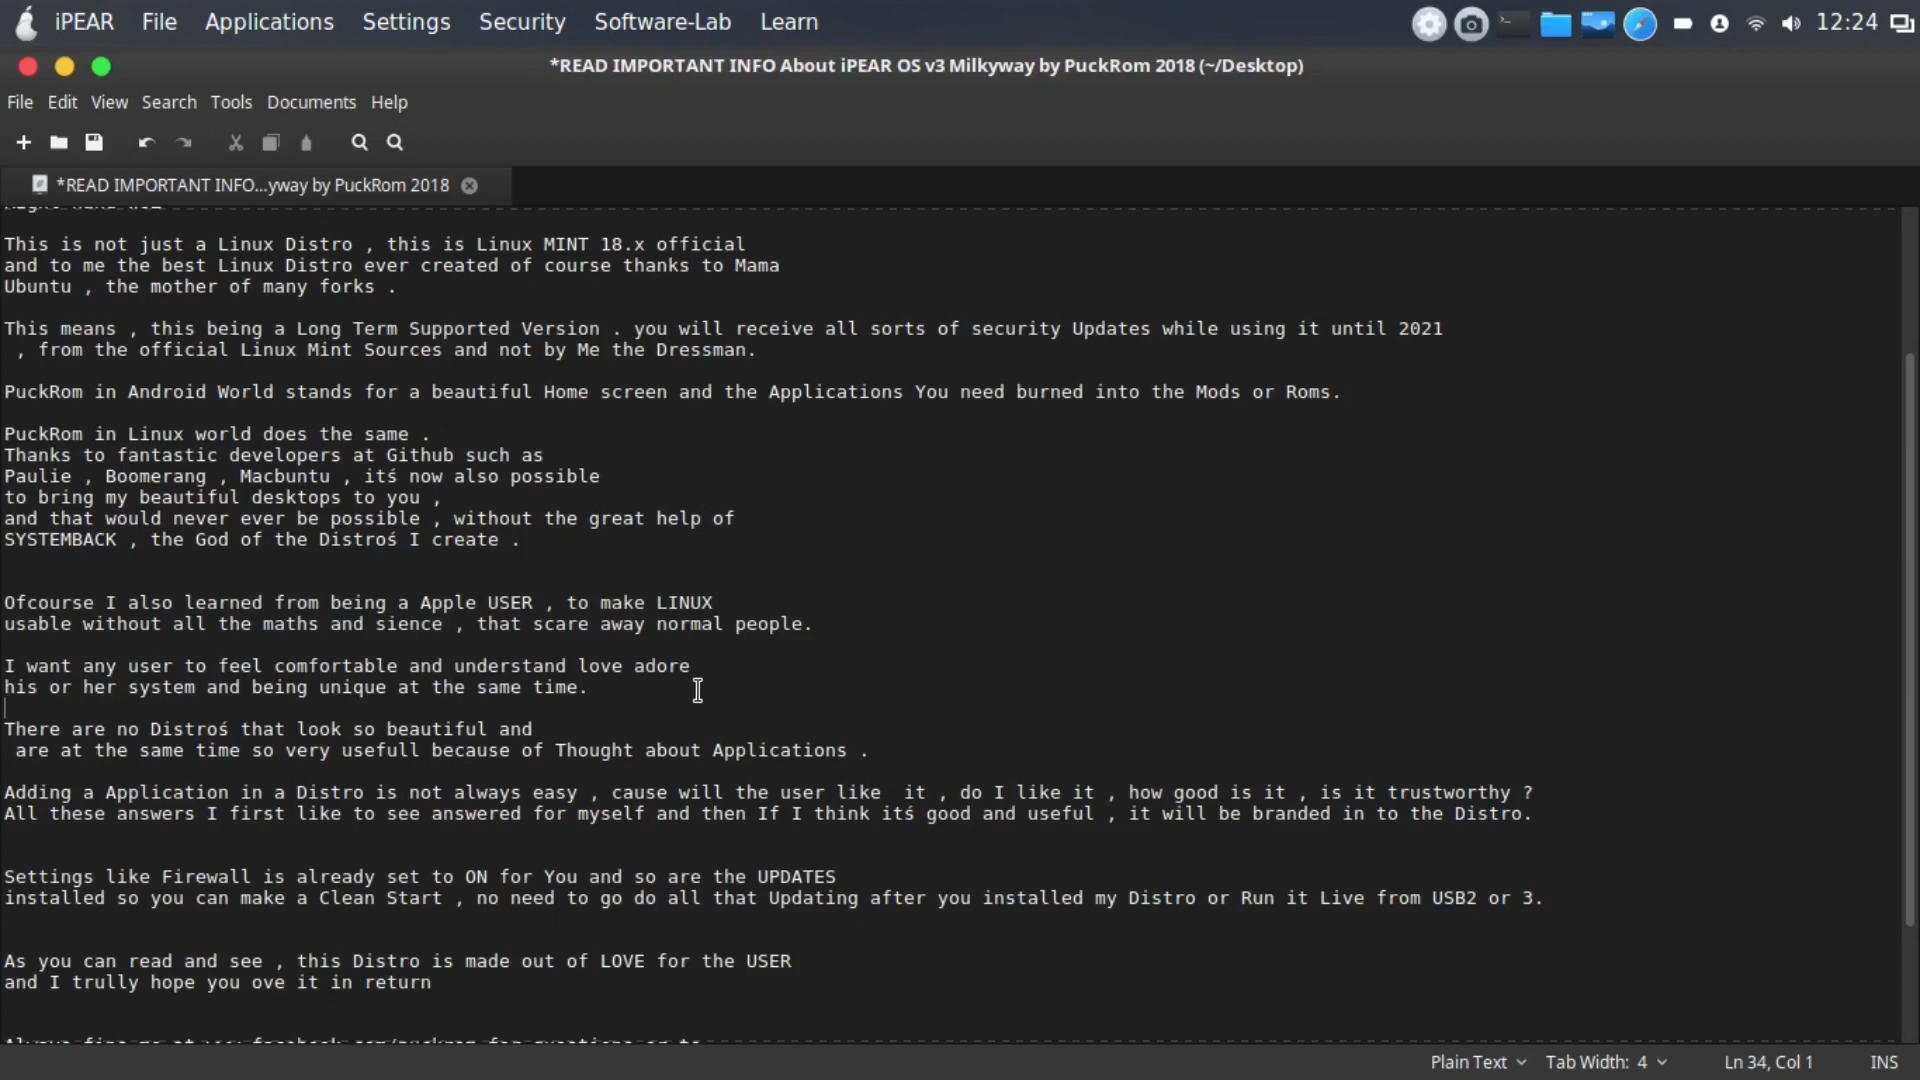 iPEAR File Applications Settings Security Software-Lab Learn 12:24
*READ IMPORTANT INFO About iPEAR OS v3 Milkyway by PuckRom 2018 (~/Desktop)
File Edit View Search Tools Documents Help
*READ IMPORTANT INFO...yway by PuckRom 2018
This is not just a Linux Distro , this is Linux MINT 18.x official
and to me the best Linux Distro ever created of course thanks to Mama
Ubuntu , the mother of many forks .
This means , this being a Long Term Supported Version . you will receive all sorts of security Updates while using it until 2021
, from the official Linux Mint Sources and not by Me the Dressman.
PuckRom in Android World stands for a beautiful Home screen and the Applications You need burned into the Mods or Roms.
PuckRom in Linux world does the same .
Thanks to fantastic developers at Github such as
Paulie , Boomerang , Macbuntu , itś now also possible
to bring my beautiful desktops to you ,
and that would never ever be possible , without the great help of
SYSTEMBACK , the God of the Distroś I create .
Ofcourse I also learned from being a Apple USER , to make LINUX
usable without all the maths and sience , that scare away normal people.
I want any user to feel comfortable and understand love adore
his or her system and being unique at the same time.
There are no Distroś that look so beautiful and
are at the same time so very usefull because of Thought about Applications .
Adding a Application in a Distro is not always easy , cause will the user like  it , do I like it , how good is it , is it trustworthy ?
All these answers I first like to see answered for myself and then If I think itś good and useful , it will be branded in to the Distro.
Settings like Firewall is already set to ON for You and so are the UPDATES
installed so you can make a Clean Start , no need to go do all that Updating after you installed my Distro or Run it Live from USB2 or 3.
As you can read and see , this Distro is made out of LOVE for the USER
and I trully hope you ove it in return
Plain Text Tab Width: 4 Ln 34, Col 1 INS